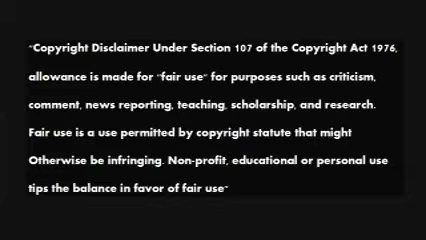 "Copyright Disclaimer Under Section 107 of the Copyright Act 1976,
allowance is made for "fair use" for purposes such as criticism,
comment, news reporting, teaching, scholarship, and research.
Fair use is a use permitted by copyright statute that might
Otherwise be infringing. Non-profit, educational or personal use
tips the balance in favor of fair use"